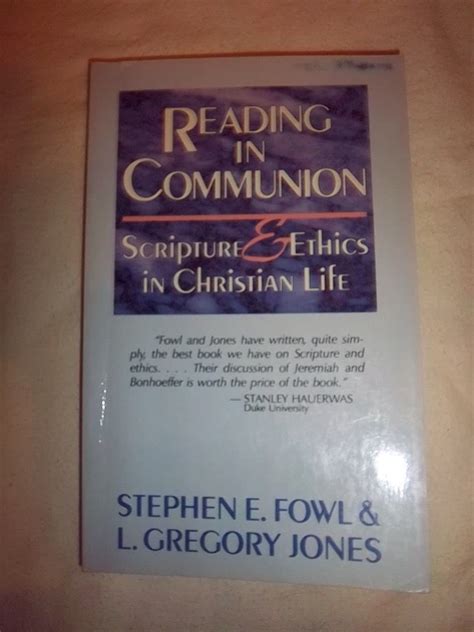 READING
IN
COMMUNION
SCRIPTURE & ETHICS
IN CHRISTIAN LIFE
"Fowl and Jones have written, quite sim-
ply, the best book we have on Scripture and
ethics. . . . Their discussion of Jeremiah and
Bonhoeffer is worth the price of the book."
— STANLEY HAUERWAS
Duke University
STEPHEN E. FOWL &
L. GREGORY JONES